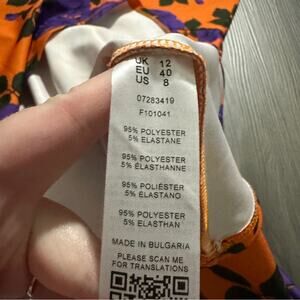 UK 12
EU 40
US 8
07283419
F101041
95% POLYESTER
5% ELASTANE
95% POLYESTER
5% ÉLASTHANNE
95% POLIÉSTER
5% ELASTANO
95% POLYESTER
5% ELASTHAN
MADE IN BULGARIA
PLEASE SCAN ME
FOR TRANSLATIONS